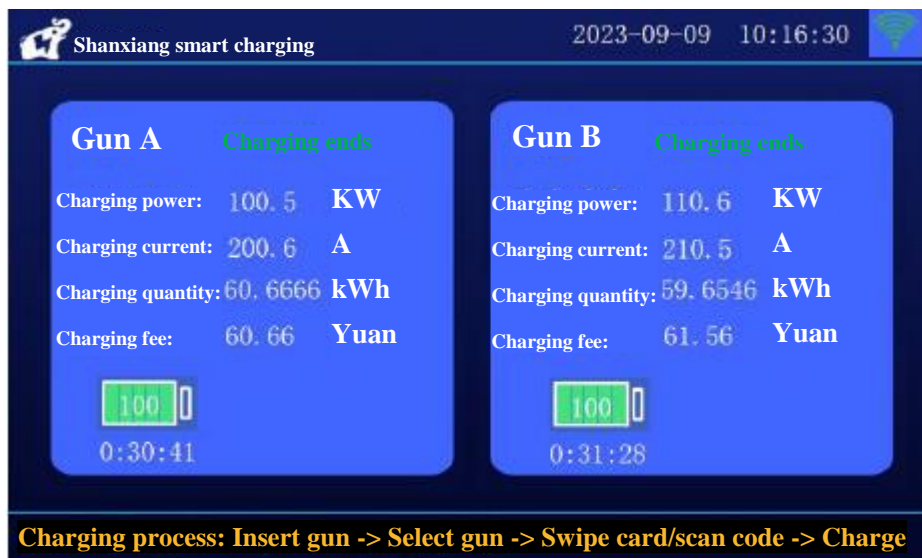 Shanxiang smart charging
2023-09-09 10:16:30
Gun A Charging ends
Charging power: 100.5 KW
Charging current: 200.6 A
Charging quantity: 60.6666 kWh
Charging fee: 60.66 Yuan
100
0:30:41
Gun B Charging ends
Charging power: 110.6 KW
Charging current: 210.5 A
Charging quantity: 59.6546 kWh
Charging fee: 61.56 Yuan
100
0:31:28
Charging process: Insert gun -> Select gun -> Swipe card/scan code -> Charge